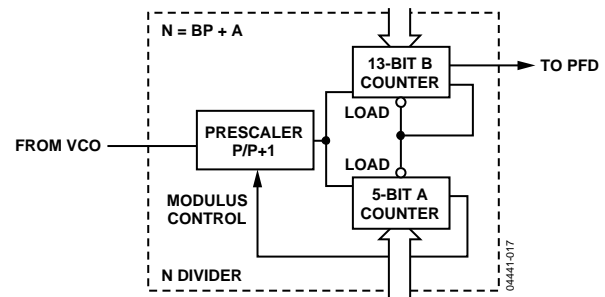 N = BP + A
13-BIT B
COUNTER
TO PFD
LOAD
PRESCALER
P/P+1
FROM VCO
LOAD
MODULUS
CONTROL
5-BIT A
COUNTER
N DIVIDER
04441-017